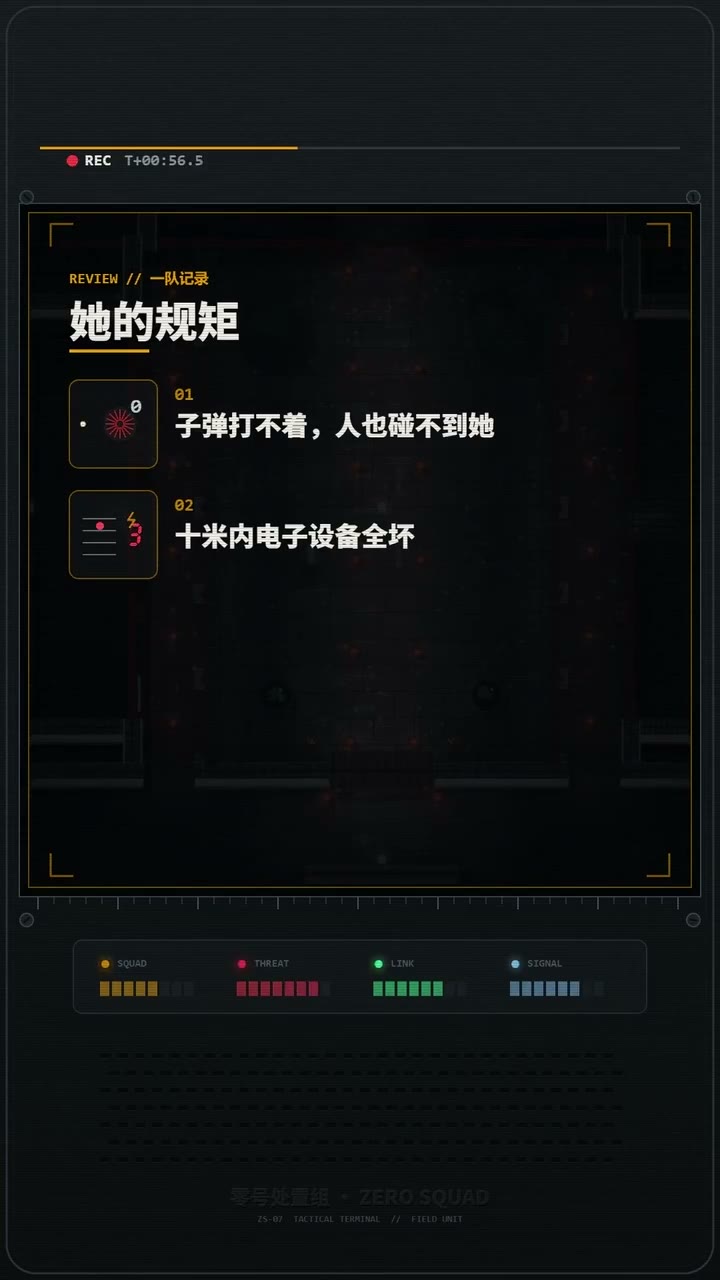 REC T+00:56.5
REVIEW // 一队记录
她的规矩
0
01
子弹打不着，人也碰不到她
3
02
十米内电子设备全坏
SQUAD THREAT LINK SIGNAL
零号处置组 · ZERO SQUAD
ZS-07 TACTICAL TERMINAL // FIELD UNIT